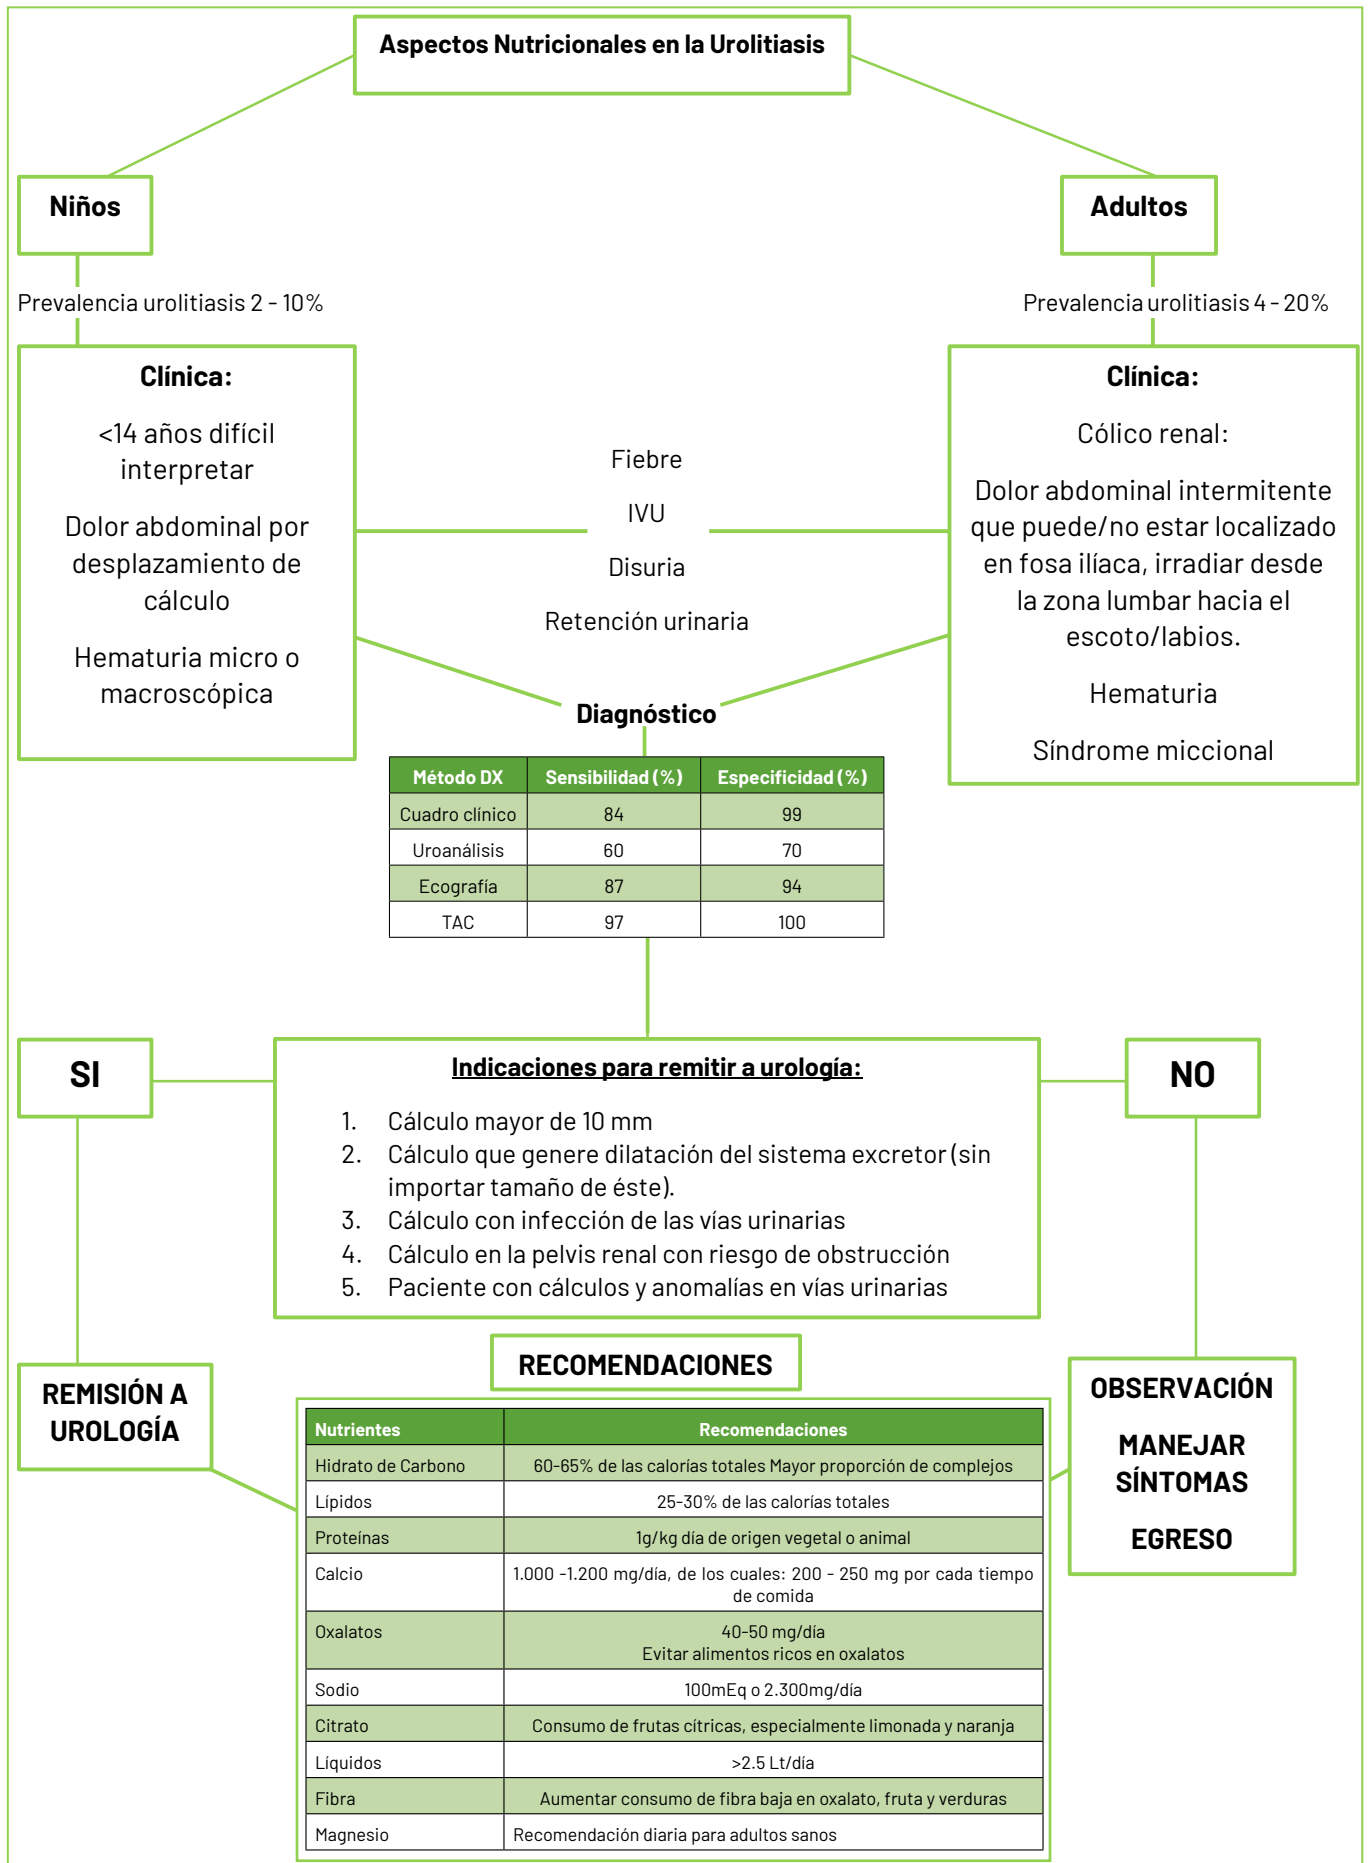 Aspectos Nutricionales en la Urolitiasis
Niños
Adultos
Prevalencia urolitiasis 2 - 10%
Prevalencia urolitiasis 4 - 20%
Clínica:
<14 años difícil
interpretar
Dolor abdominal por
desplazamiento de
cálculo
Hematuria micro o
macroscópica
Fiebre
IVU
Disuria
Retención urinaria
Clínica:
Cólico renal:
Dolor abdominal intermitente
que puede/no estar localizado
en fosa ilíaca, irradiar desde
la zona lumbar hacia el
escoto/labios.
Hematuria
Síndrome miccional
Diagnóstico
Método DX Sensibilidad (%) Especificidad (%)
Cuadro clínico 84 99
Uroanálisis 60 70
Ecografía 87 94
TAC 97 100
SI
Indicaciones para remitir a urología:
1. Cálculo mayor de 10 mm
2. Cálculo que genere dilatación del sistema excretor (sin
importar tamaño de éste).
3. Cálculo con infección de las vías urinarias
4. Cálculo en la pelvis renal con riesgo de obstrucción
5. Paciente con cálculos y anomalías en vías urinarias
NO
REMISIÓN A
UROLOGÍA
RECOMENDACIONES
Nutrientes Recomendaciones
Hidrato de Carbono 60-65% de las calorías totales Mayor proporción de complejos
Lípidos 25-30% de las calorías totales
Proteínas 1g/kg día de origen vegetal o animal
Calcio 1.000 -1.200 mg/día, de los cuales: 200 - 250 mg por cada tiempo
de comida
Oxalatos 40-50 mg/día
Evitar alimentos ricos en oxalatos
Sodio 100mEq o 2.300mg/día
Citrato Consumo de frutas cítricas, especialmente limonada y naranja
Líquidos >2.5 Lt/día
Fibra Aumentar consumo de fibra baja en oxalato, fruta y verduras
Magnesio Recomendación diaria para adultos sanos
OBSERVACIÓN
MANEJAR
SÍNTOMAS
EGRESO